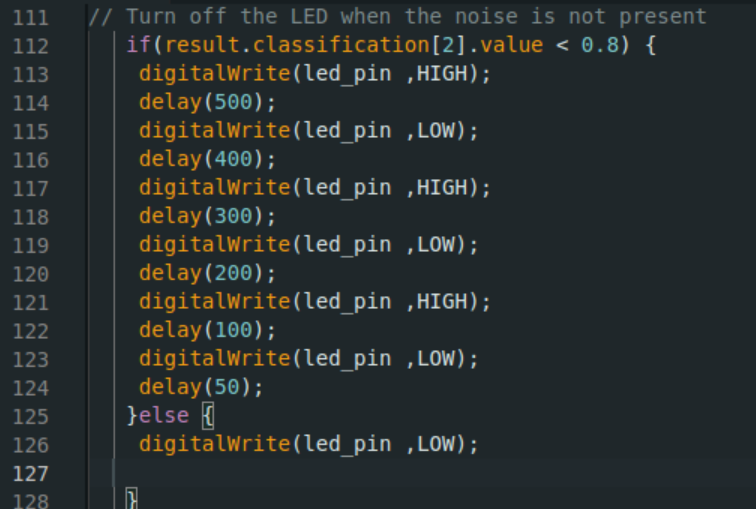 111 // Turn off the LED when the noise is not present
112 if(result.classification[2].value < 0.8) {
113 digitalWrite(led_pin ,HIGH);
114 delay(500);
115 digitalWrite(led_pin ,LOW);
116 delay(400);
117 digitalWrite(led_pin ,HIGH);
118 delay(300);
119 digitalWrite(led_pin ,LOW);
120 delay(200);
121 digitalWrite(led_pin ,HIGH);
122 delay(100);
123 digitalWrite(led_pin ,LOW);
124 delay(50);
125 }else {
126 digitalWrite(led_pin ,LOW);
127
128 }